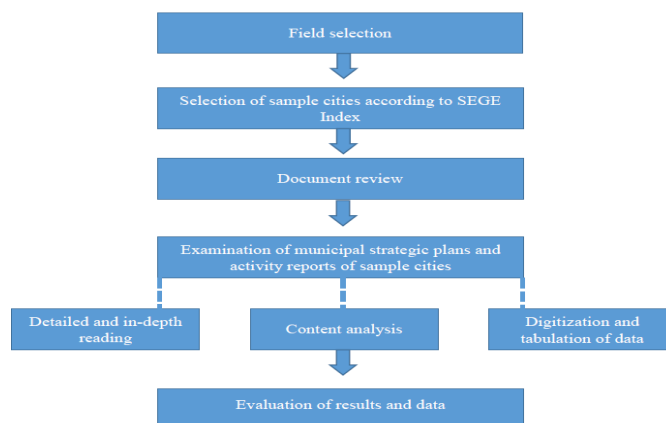 Field selection
Selection of sample cities according to SEGE
Index
Document review
Examination of municipal strategic plans and
activity reports of sample cities
Detailed and in-depth
reading
Content analysis
Digitization and
tabulation of data
Evaluation of results and data